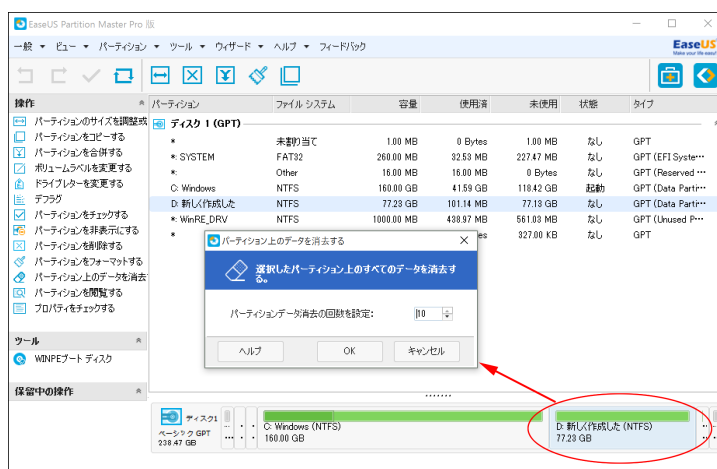 EaseUS Partition Master Pro 版
一般 ビュー パーティション ツール ウィザード ヘルプ フィードバック
EaseUS
Make your life easy!
操作
パーティションのサイズを調整或
パーティションをコピーする
パーティションを合併する
ボリュームラベルを変更する
ドライブレターを変更する
デフラグ
パーティションをチェックする
パーティションを非表示にする
パーティションを削除する
パーティションをフォーマットする
パーティション上のデータを消去
パーティションを閲覧する
プロパティをチェックする
ツール
WINPEブート ディスク
保留中の操作
パーティション ファイル システム 容量 使用済 未使用 状態 タイプ
ディスク 1 (GPT)
* 未割り当て 1.00 MB 0 Bytes 1.00 MB なし GPT
*: SYSTEM FAT32 260.00 MB 32.53 MB 227.47 MB なし GPT (EFI Syste···
*: Other 16.00 MB 16.00 MB 0 Bytes なし GPT (Reserved ···
C: Windows NTFS 160.00 GB 41.59 GB 118.42 GB 起動 GPT (Data Parti···
D: 新しく作成した NTFS 77.23 GB 101.14 MB 77.13 GB なし GPT (Data Parti···
*: WinRE_DRV NTFS 1000.00 MB 438.97 MB 561.03 MB なし GPT (Unused P···
* es 327.00 KB なし GPT
パーティション上のデータを消去する
選択したパーティション上のすべてのデータを消去す
る。
パーティションデータ消去の回数を設定: 10
ヘルプ OK キャンセル
ディスク1
ベーシック GPT
238.47 GB
C: Windows (NTFS)
160.00 GB
D: 新しく作成した (NTFS)
77.23 GB